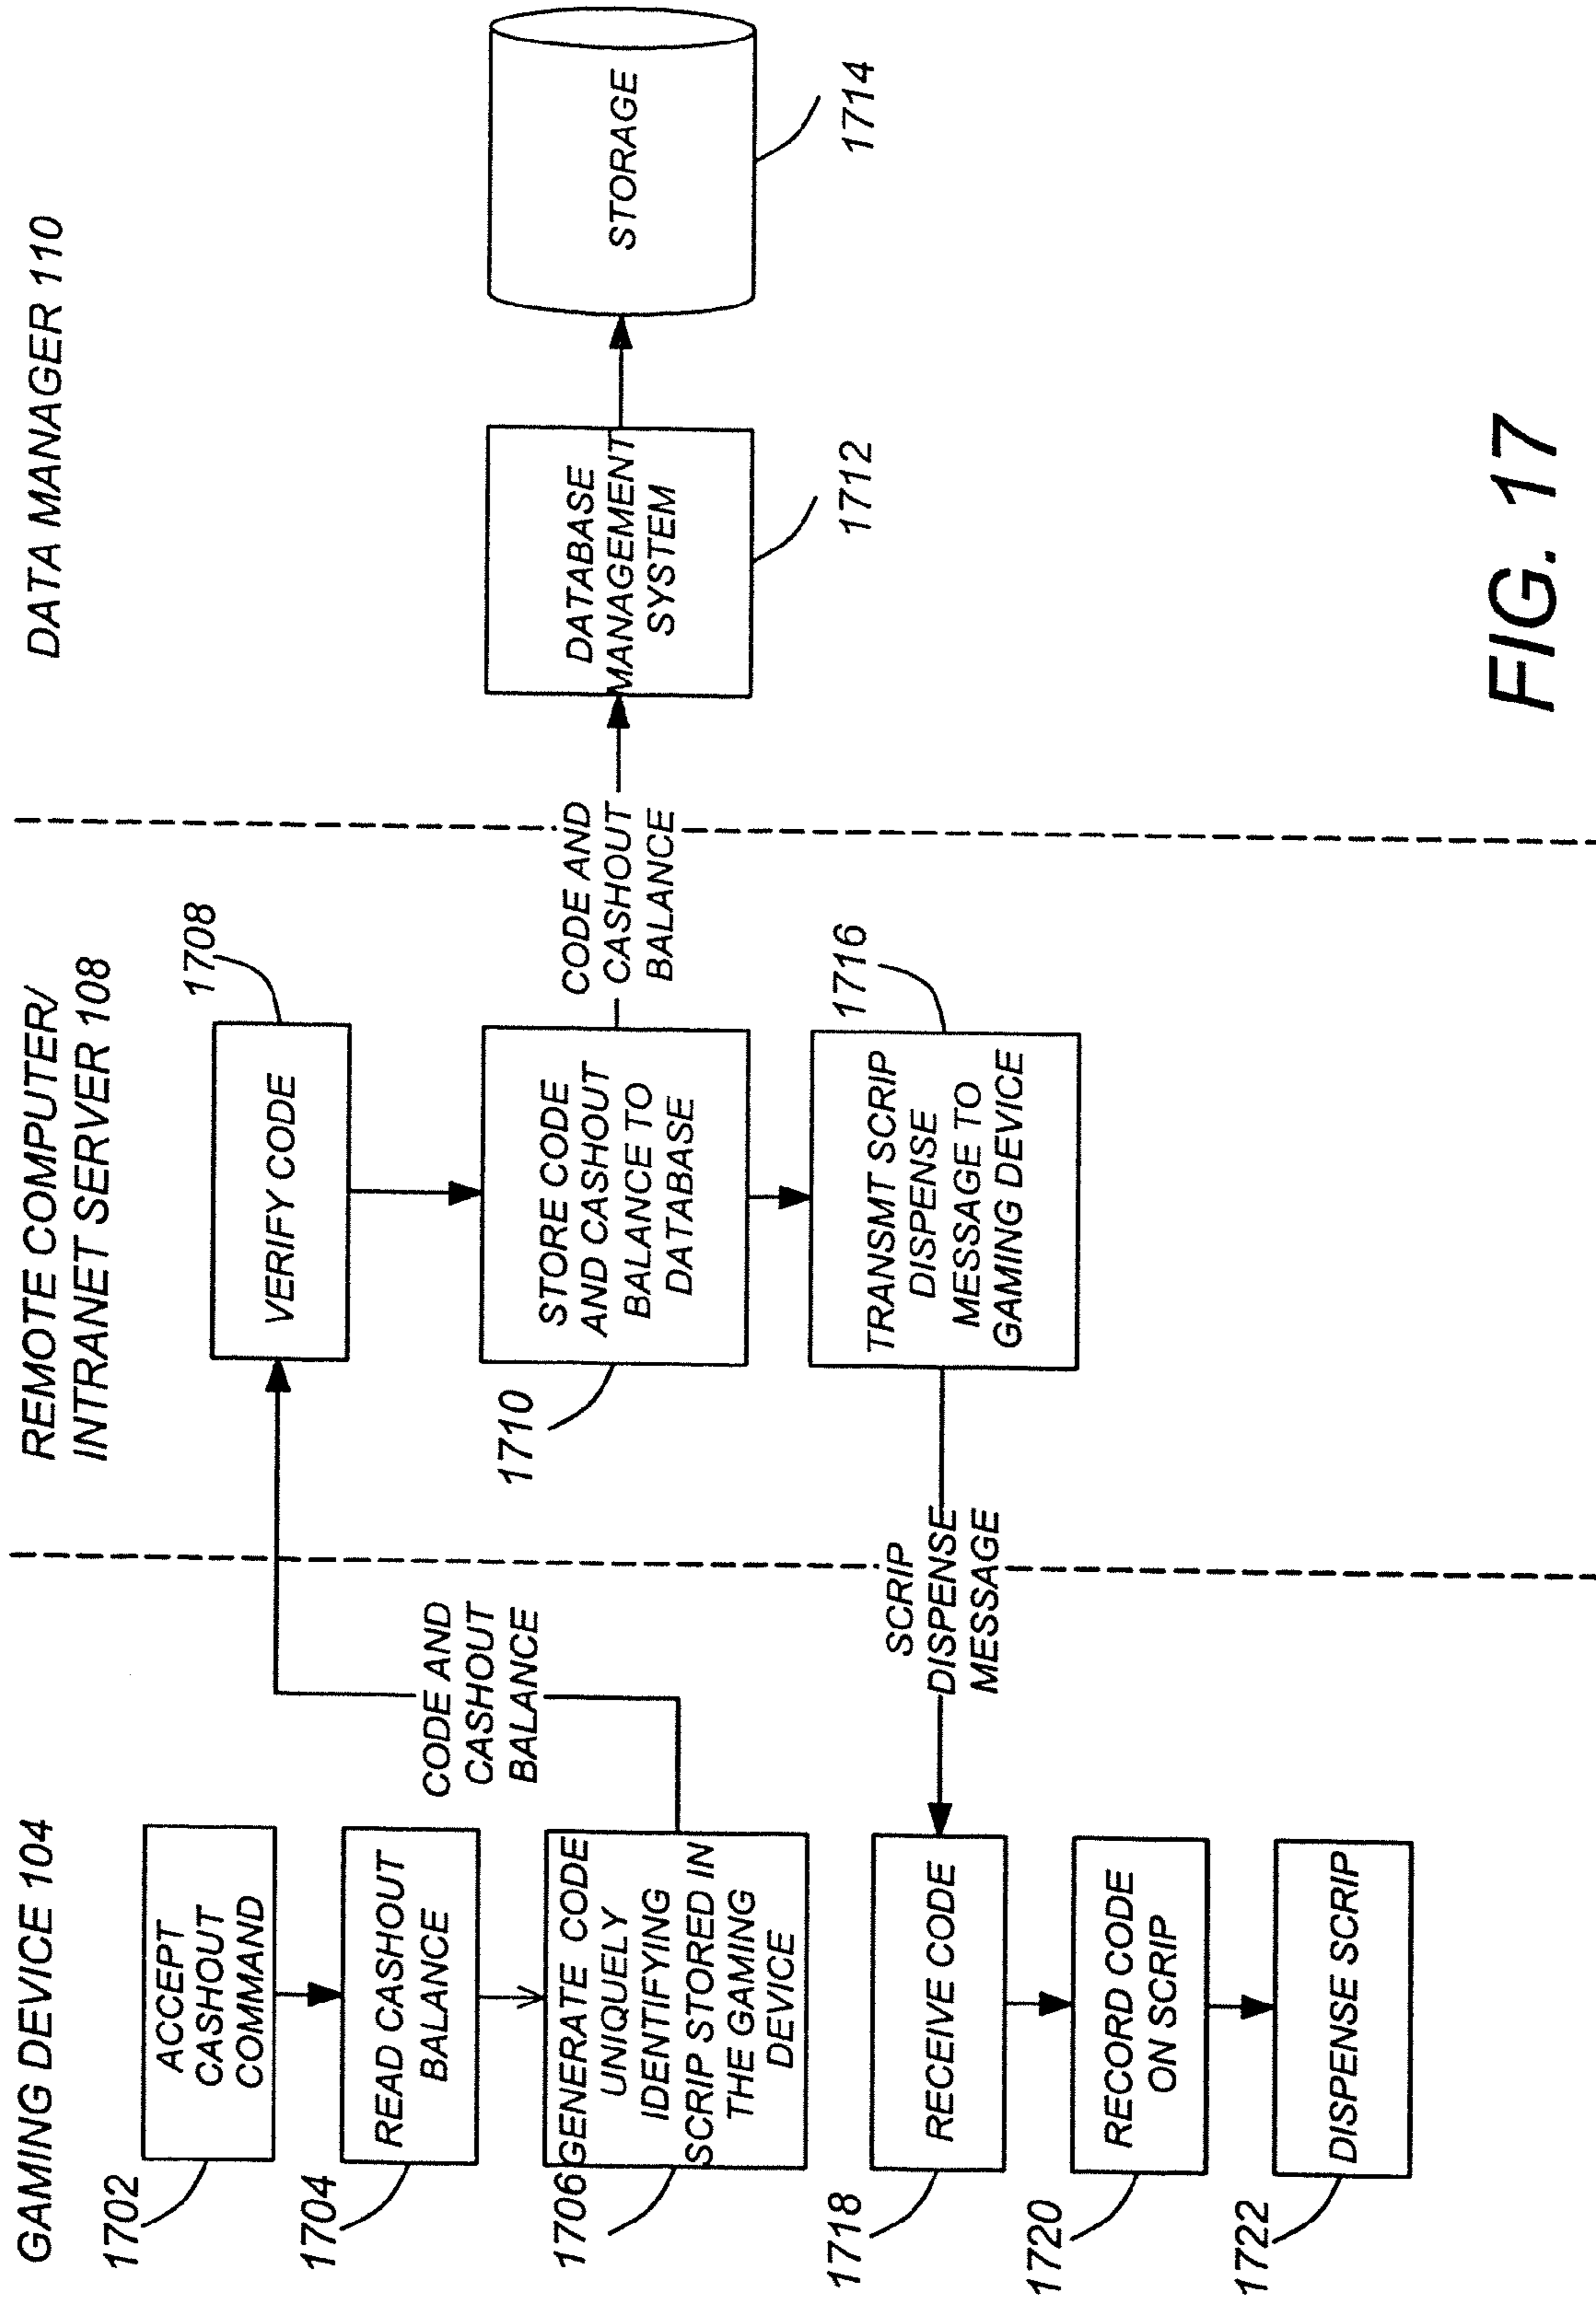 GAMING DEVICE 104
REMOTE COMPUTER/
INTRANET SERVER 108
DATA MANAGER 110
1702
ACCEPT
CASHOUT
COMMAND
1704
READ CASHOUT
BALANCE
1706
GENERATE CODE
UNIQUELY
IDENTIFYING
SCRIP STORED IN
THE GAMING
DEVICE
CODE AND
CASHOUT
BALANCE
1708
VERIFY CODE
1710
STORE CODE
AND CASHOUT
BALANCE TO
DATABASE
CODE AND
CASHOUT
BALANCE
DATABASE
MANAGEMENT
SYSTEM
1712
STORAGE
1714
1716
TRANSMT SCRIP
DISPENSE
MESSAGE TO
GAMING DEVICE
SCRIP
DISPENSE
MESSAGE
1718
RECEIVE CODE
1720
RECORD CODE
ON SCRIP
1722
DISPENSE SCRIP
FIG. 17